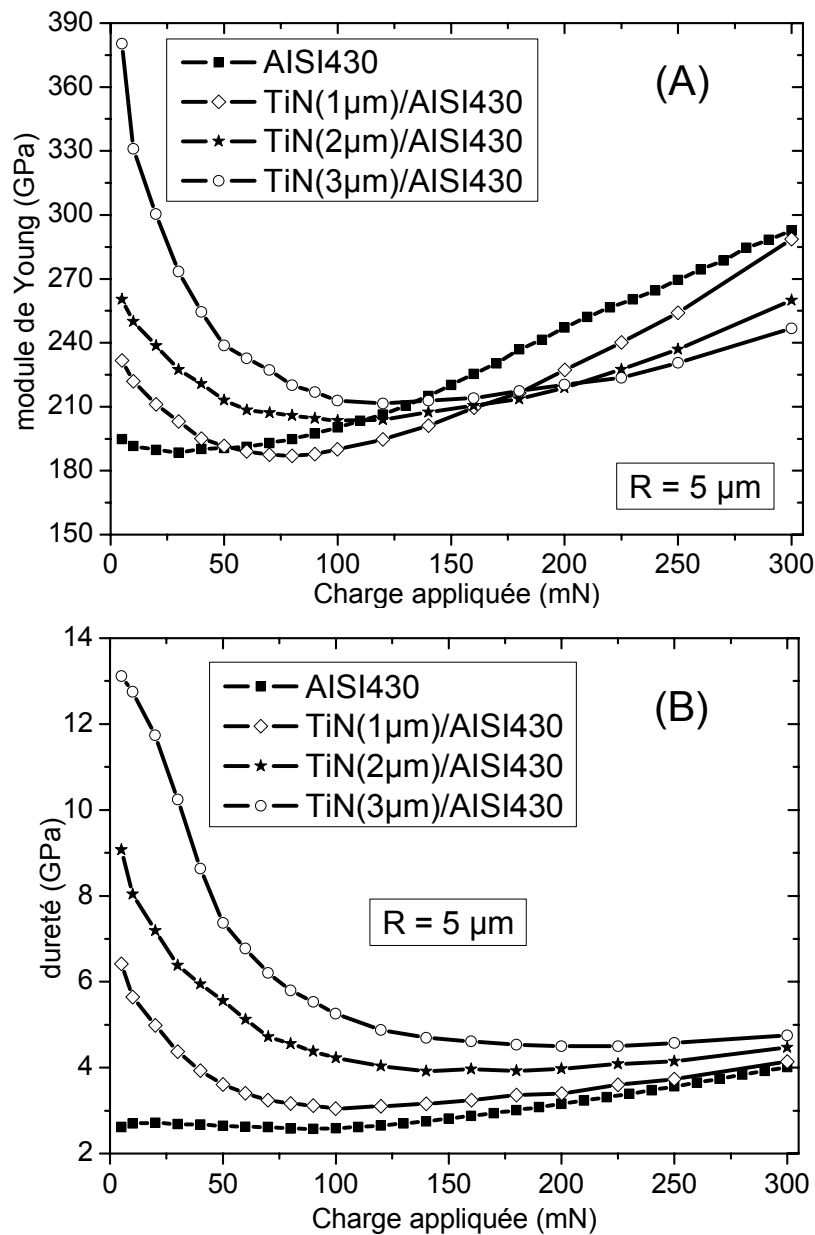 390
360
330
300
270
240
210
180
150
module de Young (GPa)
AISI430
TiN(1µm)/AISI430
TiN(2µm)/AISI430
TiN(3µm)/AISI430
(A)
R = 5 µm
0 50 100 150 200 250 300
Charge appliquée (mN)
14
12
10
8
6
4
2
dureté (GPa)
AISI430
TiN(1µm)/AISI430
TiN(2µm)/AISI430
TiN(3µm)/AISI430
(B)
R = 5 µm
0 50 100 150 200 250 300
Charge appliquée (mN)